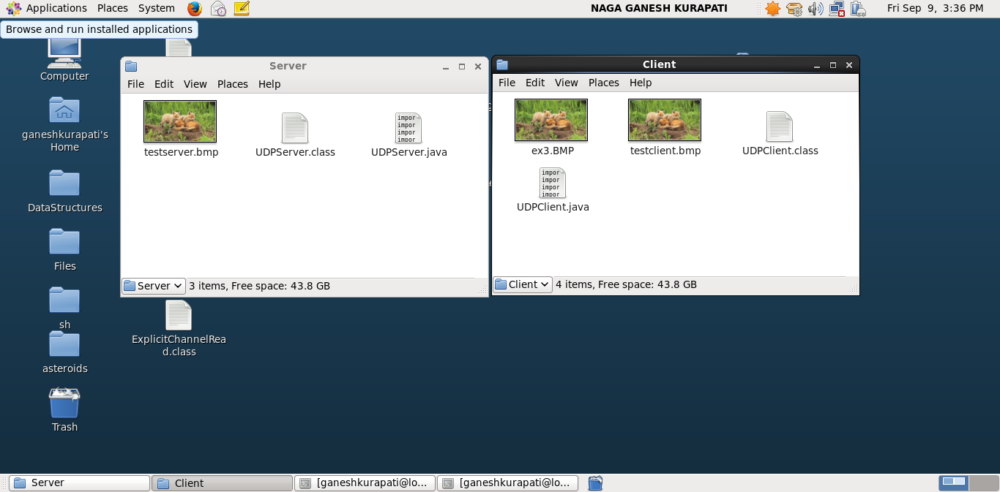 Applications Places System NAGA GANESH KURAPATI Fri Sep 9, 3:36 PM
Browse and run installed applications
Computer
ganeshkurapati's
Home
DataStructures
Files
sh
asteroids
Trash
ExplicitChannelRea
d.class
Server
File Edit View Places Help
testserver.bmp UDPServer.class UDPServer.java
impor
impor
impor
impor
Server 3 items, Free space: 43.8 GB
Client
File Edit View Places Help
ex3.BMP testclient.bmp UDPClient.class
impor
impor
impor
impor
UDPClient.java
Client 4 items, Free space: 43.8 GB
Server Client [ganeshkurapati@lo... [ganeshkurapati@lo...